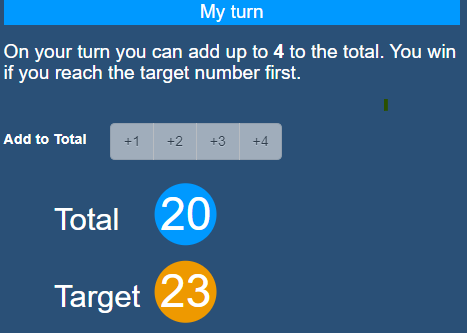 My turn
On your turn you can add up to 4 to the total. You win
if you reach the target number first.
Add to Total +1 +2 +3 +4
Total 20
Target 23